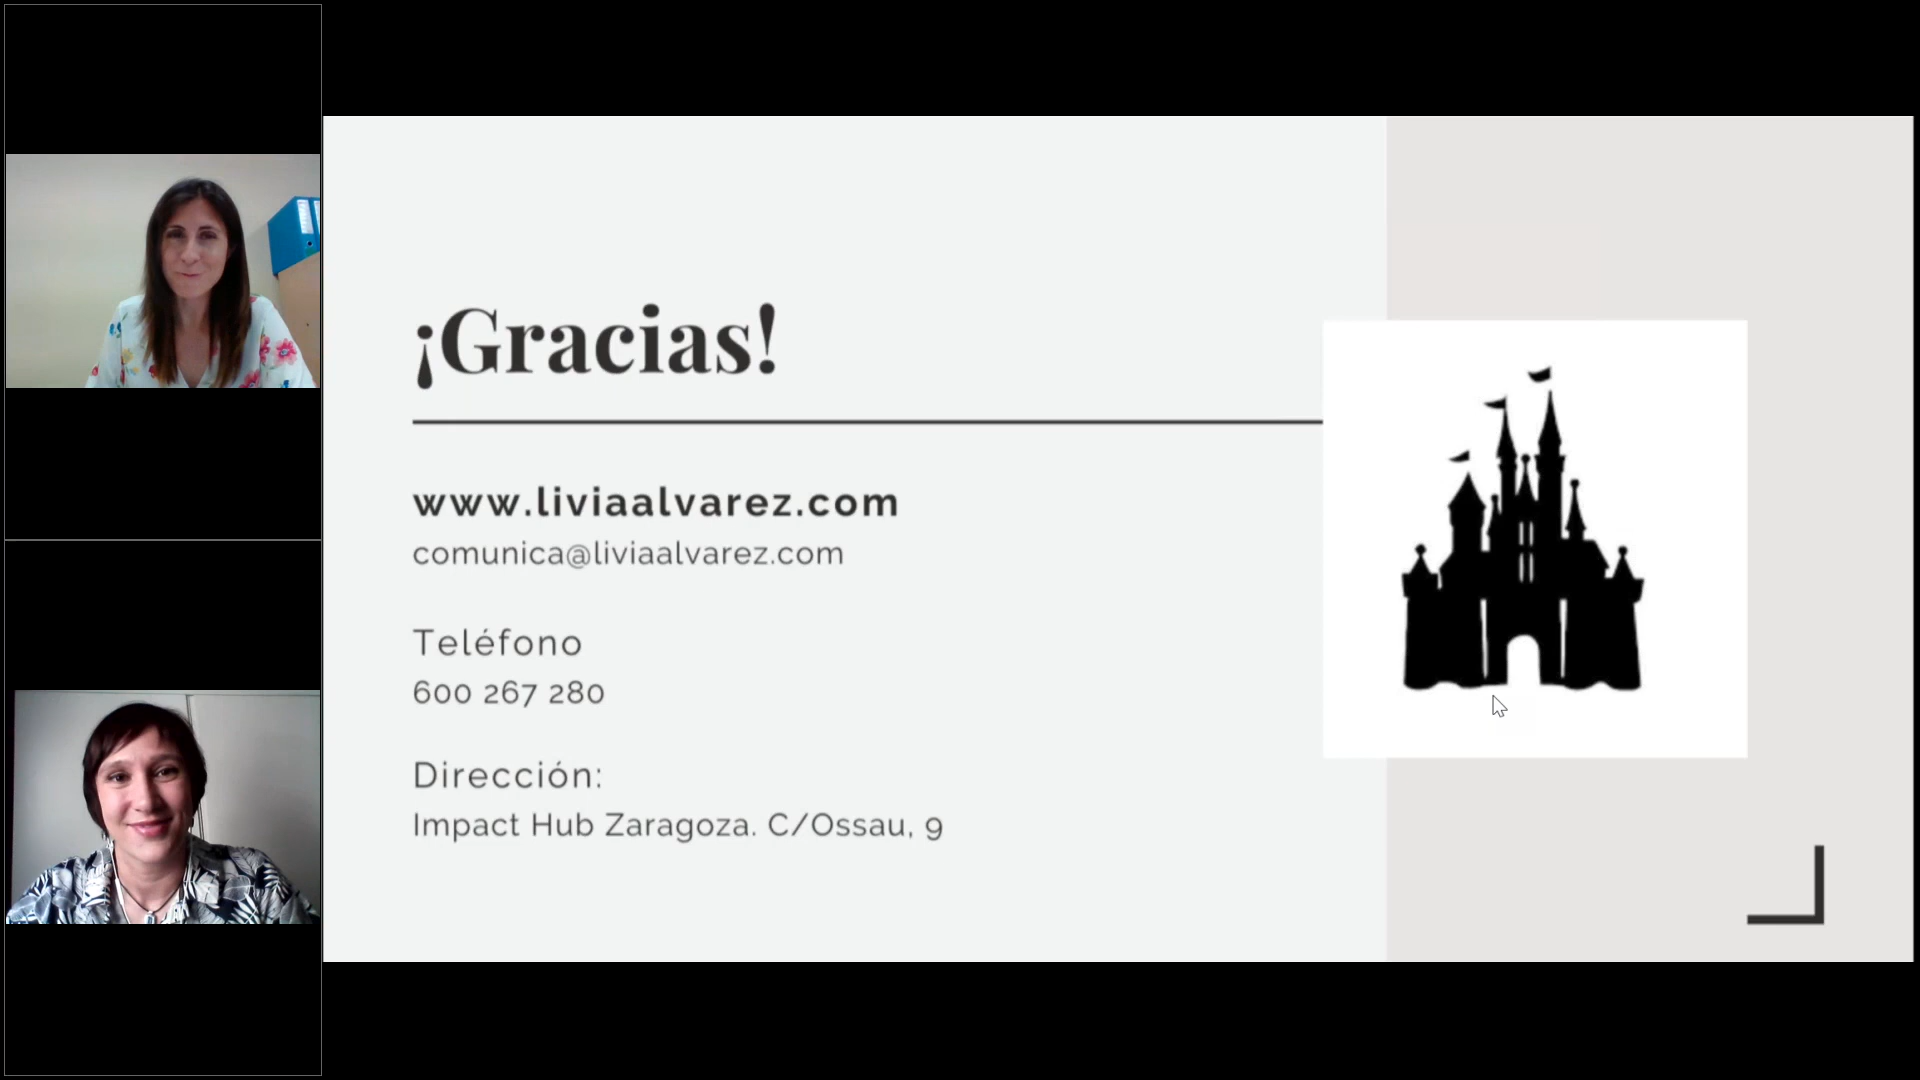 ¡Gracias!
www.liviaalvarez.com
comunica@liviaalvarez.com
Teléfono
600 267 280
Dirección:
Impact Hub Zaragoza. C/Ossau, 9